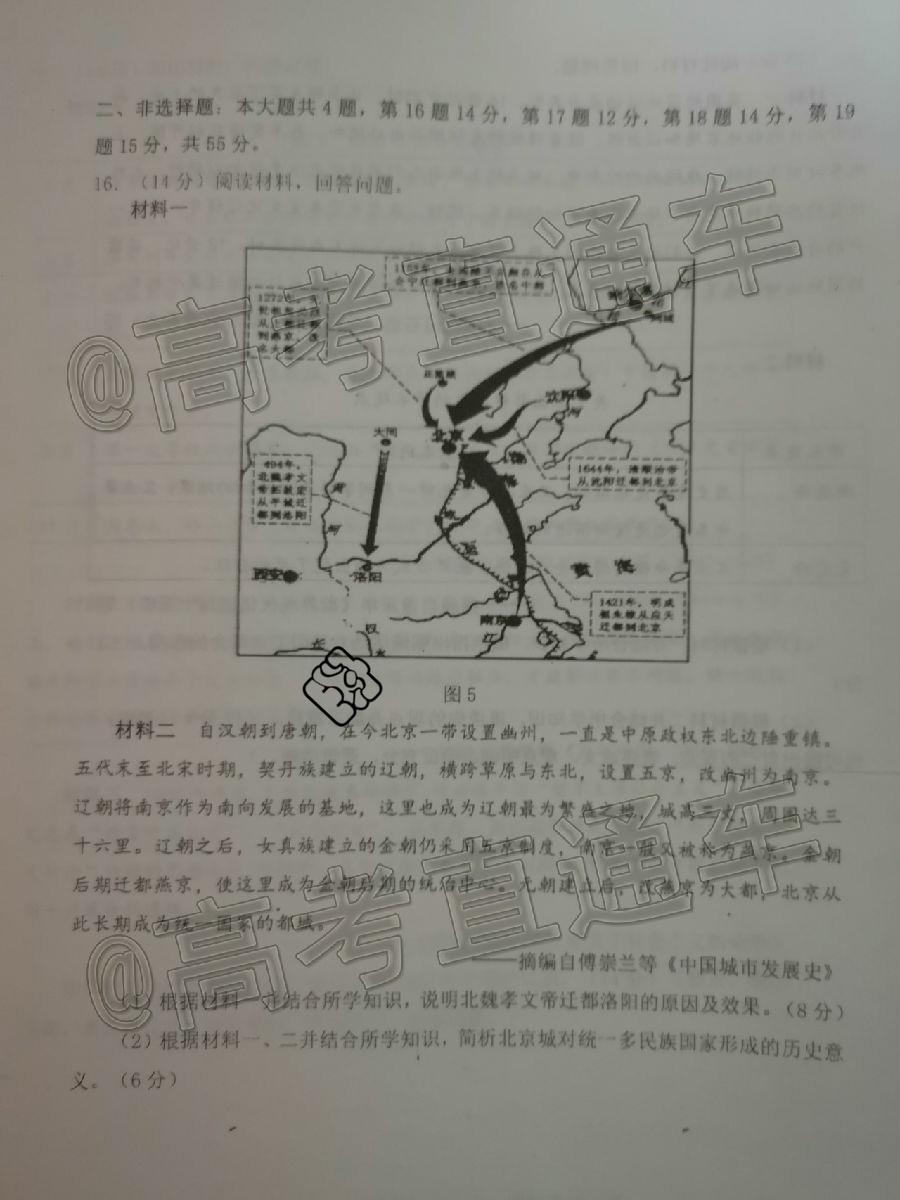 二、非选择题：本大题共4题，第16题14分，第17题12分，第18题14分，第19
题15分，共55分。
16.（14分）阅读材料，回答问题。
材料一
正蓝旗
沈阳
北京
大同
494年，
北魏孝文
帝拓跋宏
从平城迁
都到洛阳
1644年，清顺治帝
从沈阳迁都到北京
黄
河
西安
洛阳
黄 海
1421年，明成
祖朱棣从应天
迁都到北京
南京
长
江
汉
水
图5
材料二 自汉朝到唐朝，在今北京一带设置幽州，一直是中原政权东北边陲重镇。
五代末至北宋时期，契丹族建立的辽朝，横跨草原与东北，设置五京，改幽州为南京。
辽朝将南京作为南向发展的基地，这里也成为辽朝最为繁盛之地，城高三丈，周围达三
十六里。辽朝之后，女真族建立的金朝仍采用五京制度，南京一般又被称为燕京。金朝
后期迁都燕京，使这里成为金朝后期的统治中心。元朝建立后，改燕京为大都，北京从
此长期成为统一国家的都城。
——摘编自傅崇兰等《中国城市发展史》
（1）根据材料一并结合所学知识，说明北魏孝文帝迁都洛阳的原因及效果。（8分）
（2）根据材料一、二并结合所学知识，简析北京城对统一多民族国家形成的历史意
义。（6分）
@高考直通车
@高考直通车